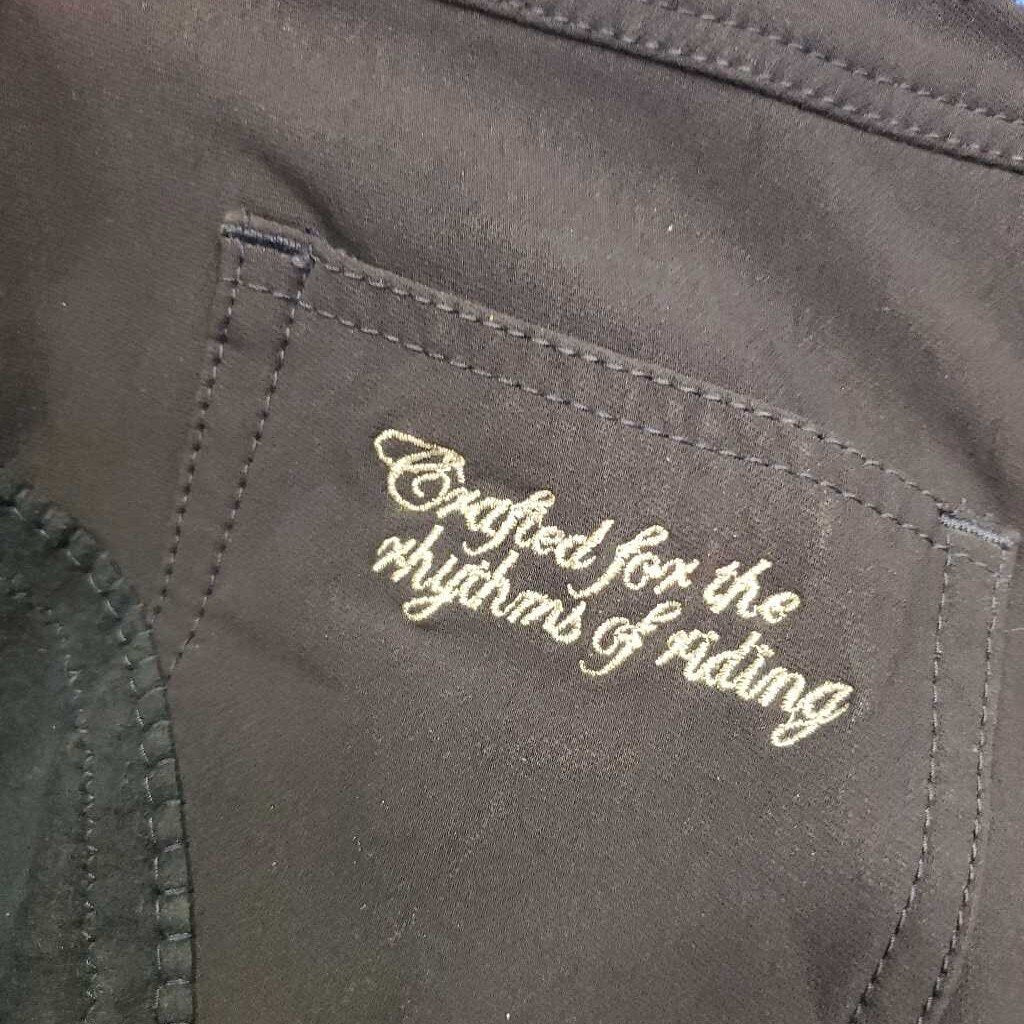 Crafted for the
rhythms of riding